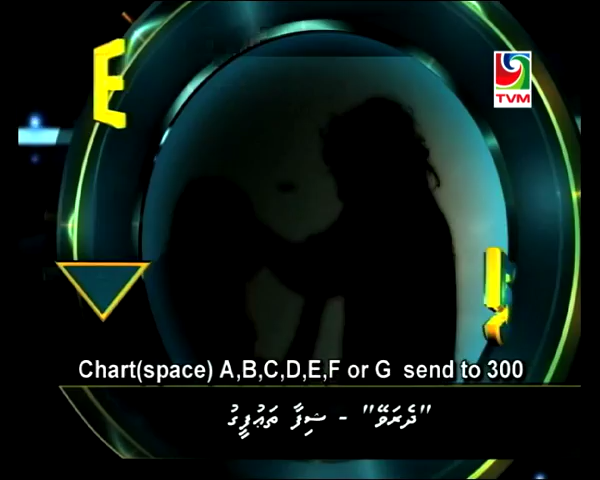 E
TVM
Chart(space) A,B,C,D,E,F or G send to 300
"ދެރަވޭ" - ޝިފާ ތައުފީގު